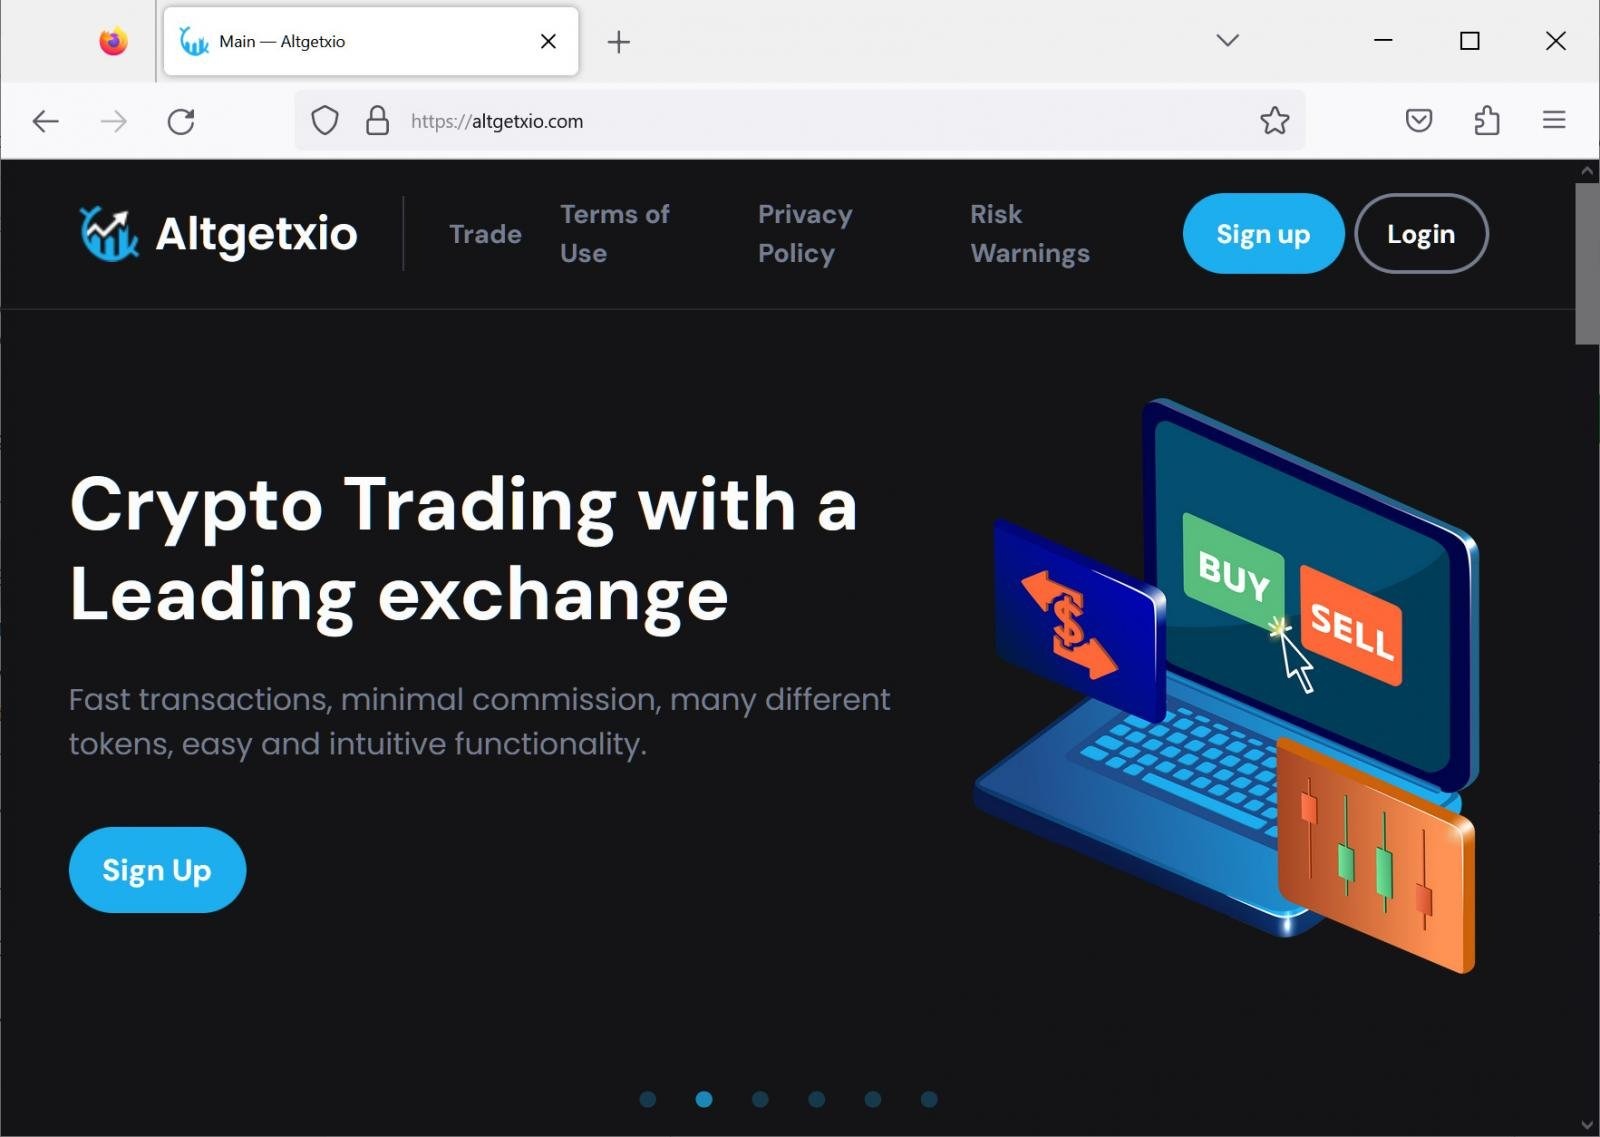 Main — Altgetxio
https://altgetxio.com
Altgetxio
Trade
Terms of
Use
Privacy
Policy
Risk
Warnings
Sign up
Login
Crypto Trading with a
Leading exchange
Fast transactions, minimal commission, many different
tokens, easy and intuitive functionality.
Sign Up
$
BUY
SELL